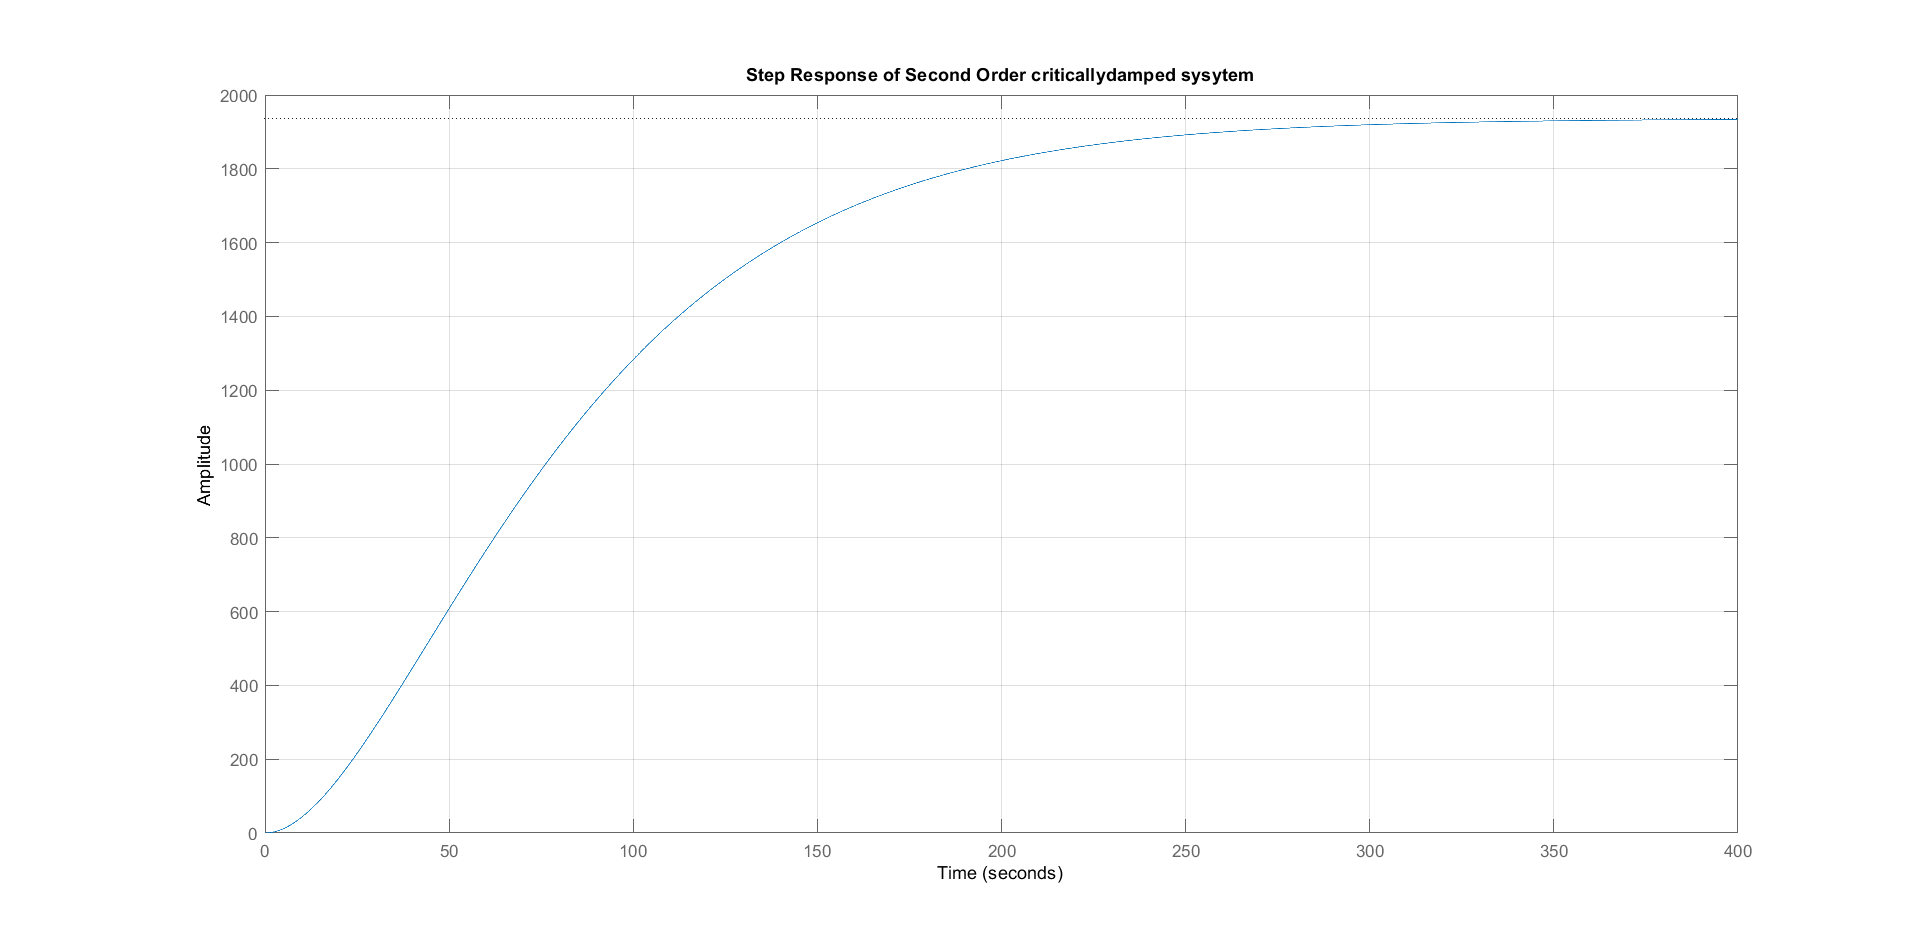 Step Response of Second Order criticallydamped sysytem
2000
1800
1600
1400
1200
1000
800
600
400
200
0
Amplitude
0 50 100 150 200 250 300 350 400
Time (seconds)